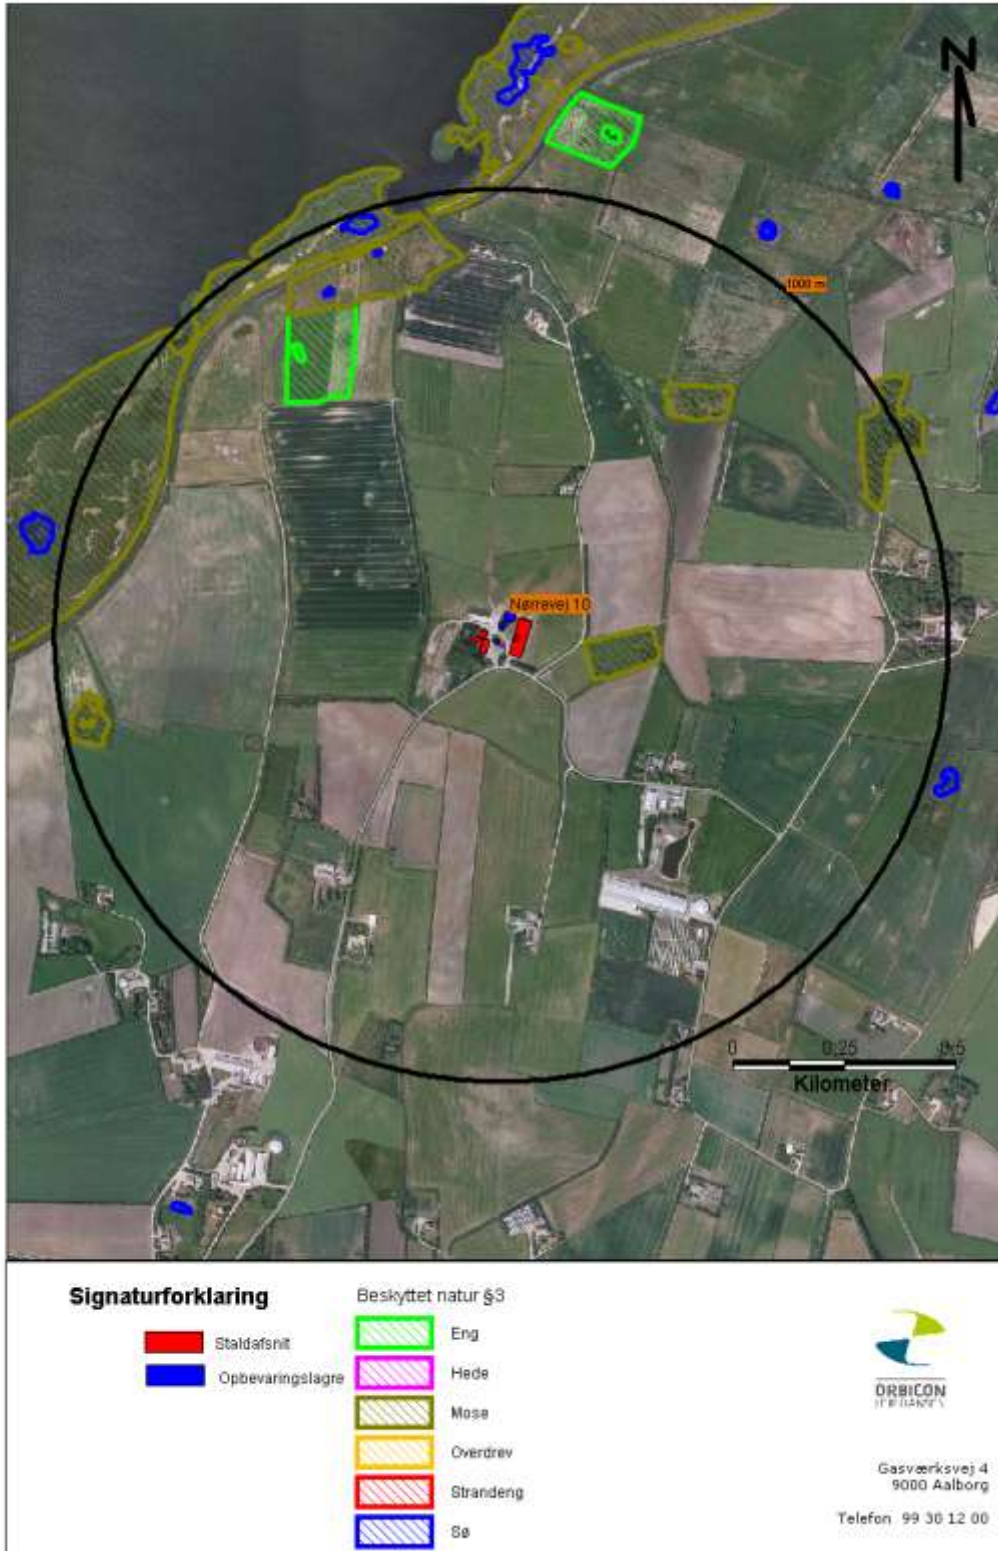 N
1000 m
Nørrevej 10
0 0,25 0,5
Kilometer
Signaturforklaring
Staldafsnit
Opbevaringslagre
Beskyttet natur §3
Eng
Hede
Mose
Overdrev
Strandeng
Sø
ORBICON
Gasværksvej 4
9000 Aalborg
Telefon 99 30 12 00